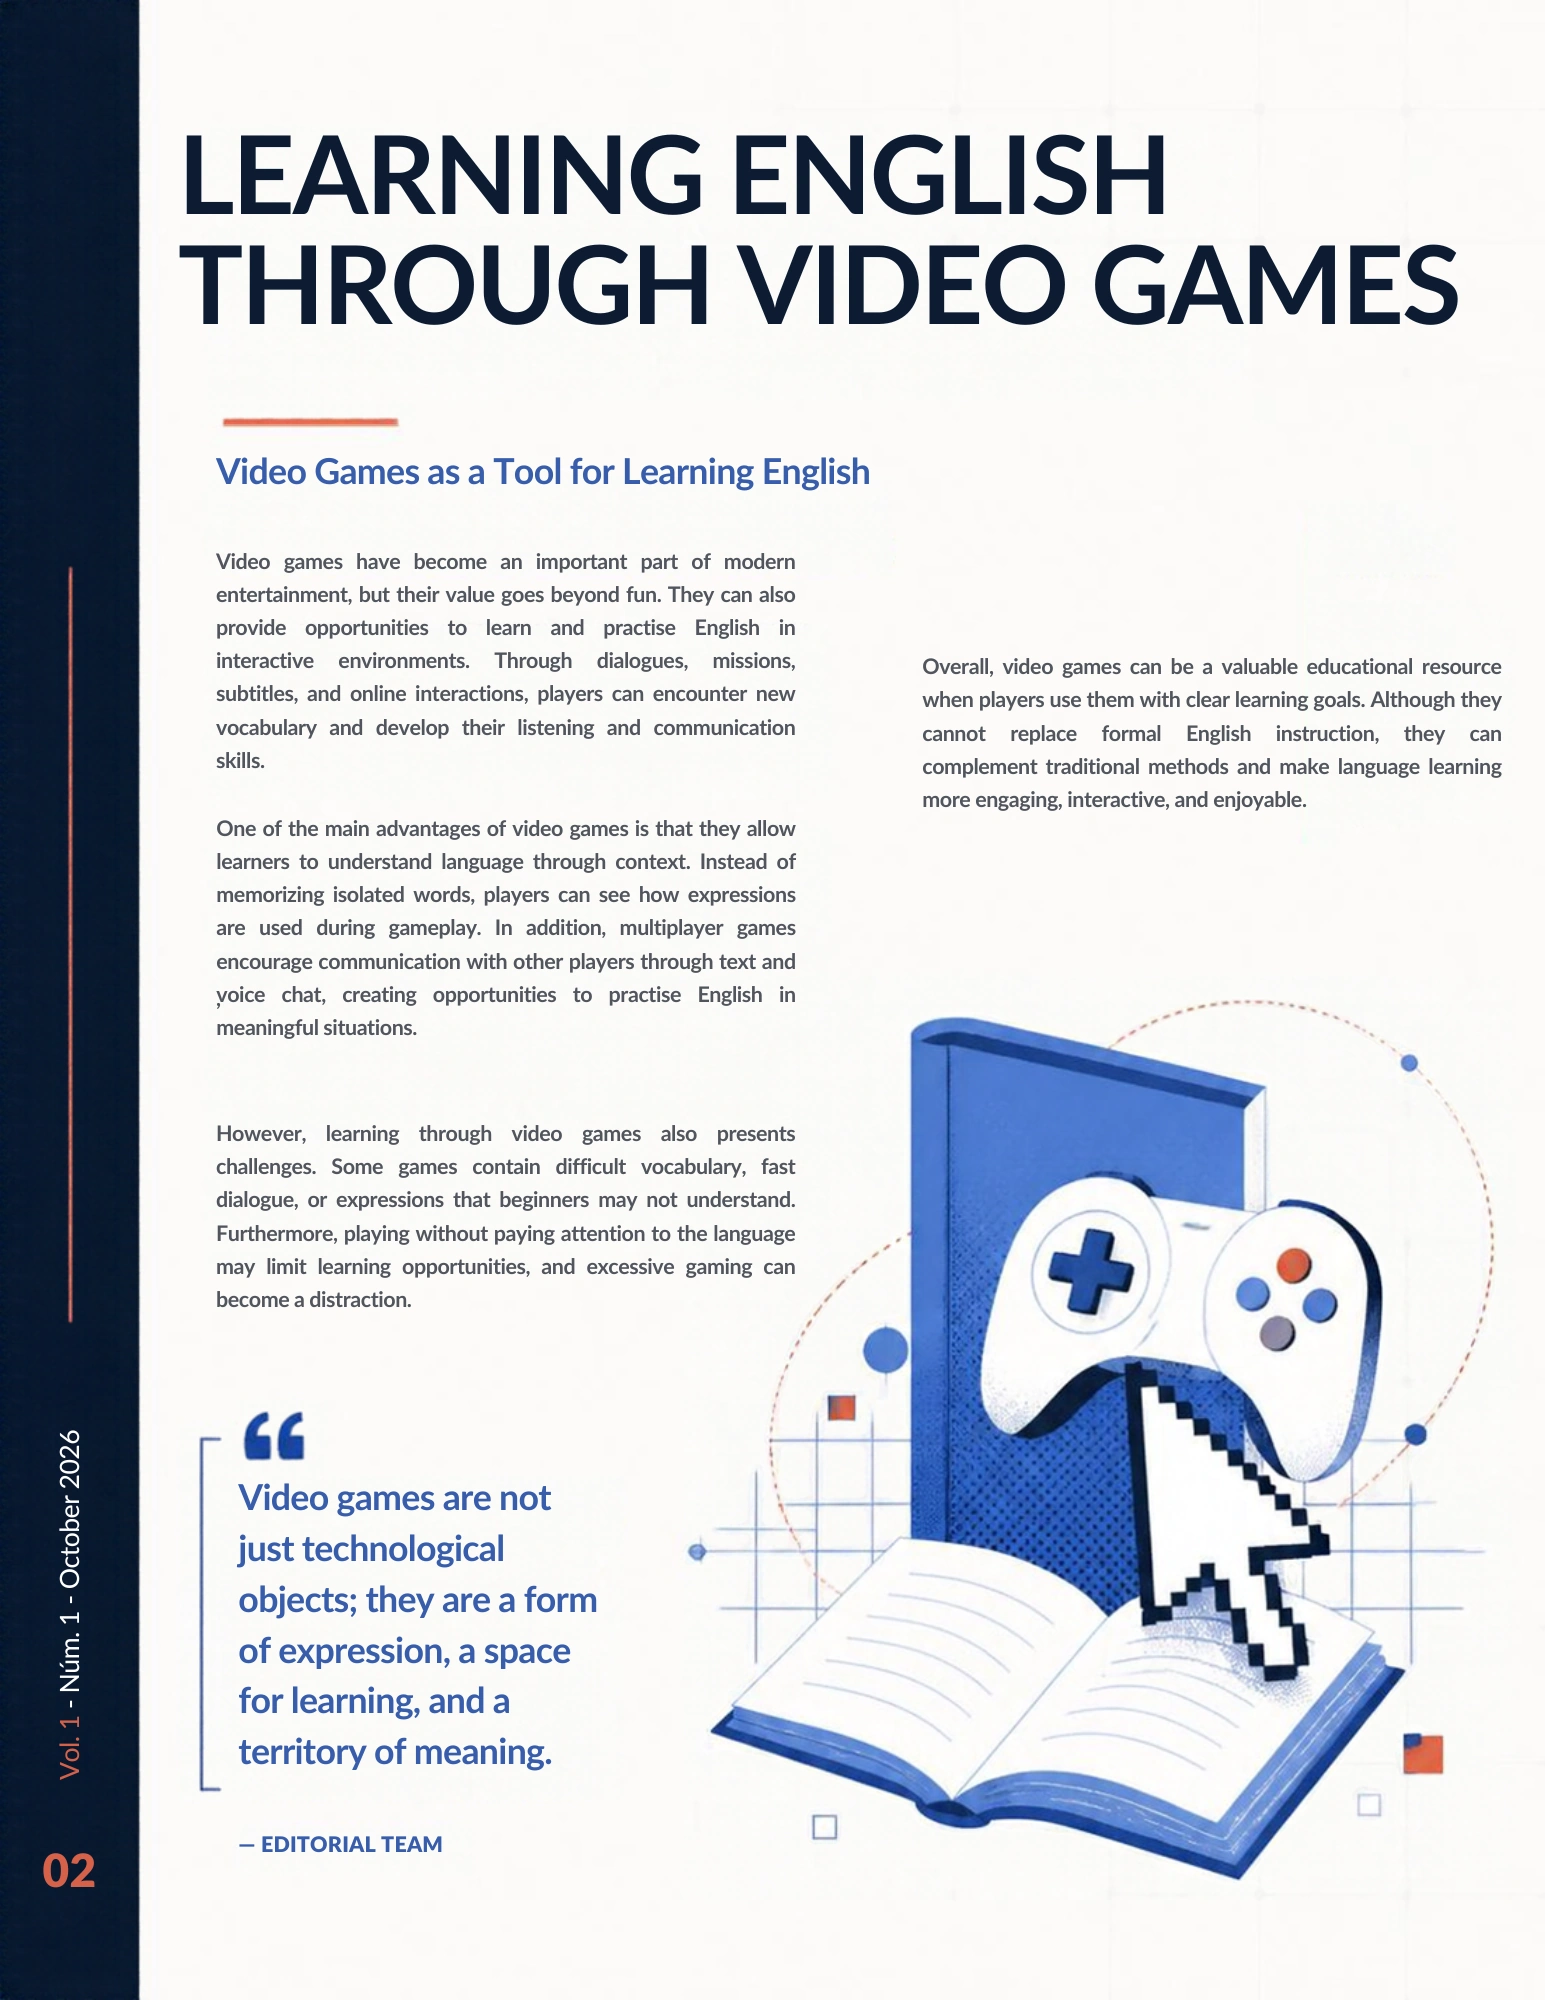 LEARNING ENGLISH
THROUGH VIDEO GAMES
Video Games as a Tool for Learning English
Video games have become an important part of modern
entertainment, but their value goes beyond fun. They can also
provide opportunities to learn and practise English in
interactive environments. Through dialogues, missions,
subtitles, and online interactions, players can encounter new
vocabulary and develop their listening and communication
skills.
One of the main advantages of video games is that they allow
learners to understand language through context. Instead of
memorizing isolated words, players can see how expressions
are used during gameplay. In addition, multiplayer games
encourage communication with other players through text and
voice chat, creating opportunities to practise English in
meaningful situations.
However, learning through video games also presents
challenges. Some games contain difficult vocabulary, fast
dialogue, or expressions that beginners may not understand.
Furthermore, playing without paying attention to the language
may limit learning opportunities, and excessive gaming can
become a distraction.
Overall, video games can be a valuable educational resource
when players use them with clear learning goals. Although they
cannot replace formal English instruction, they can
complement traditional methods and make language learning
more engaging, interactive, and enjoyable.
“
Video games are not
just technological
objects; they are a form
of expression, a space
for learning, and a
territory of meaning.
— EDITORIAL TEAM
Vol. 1 - Núm. 1 - October 2026
02